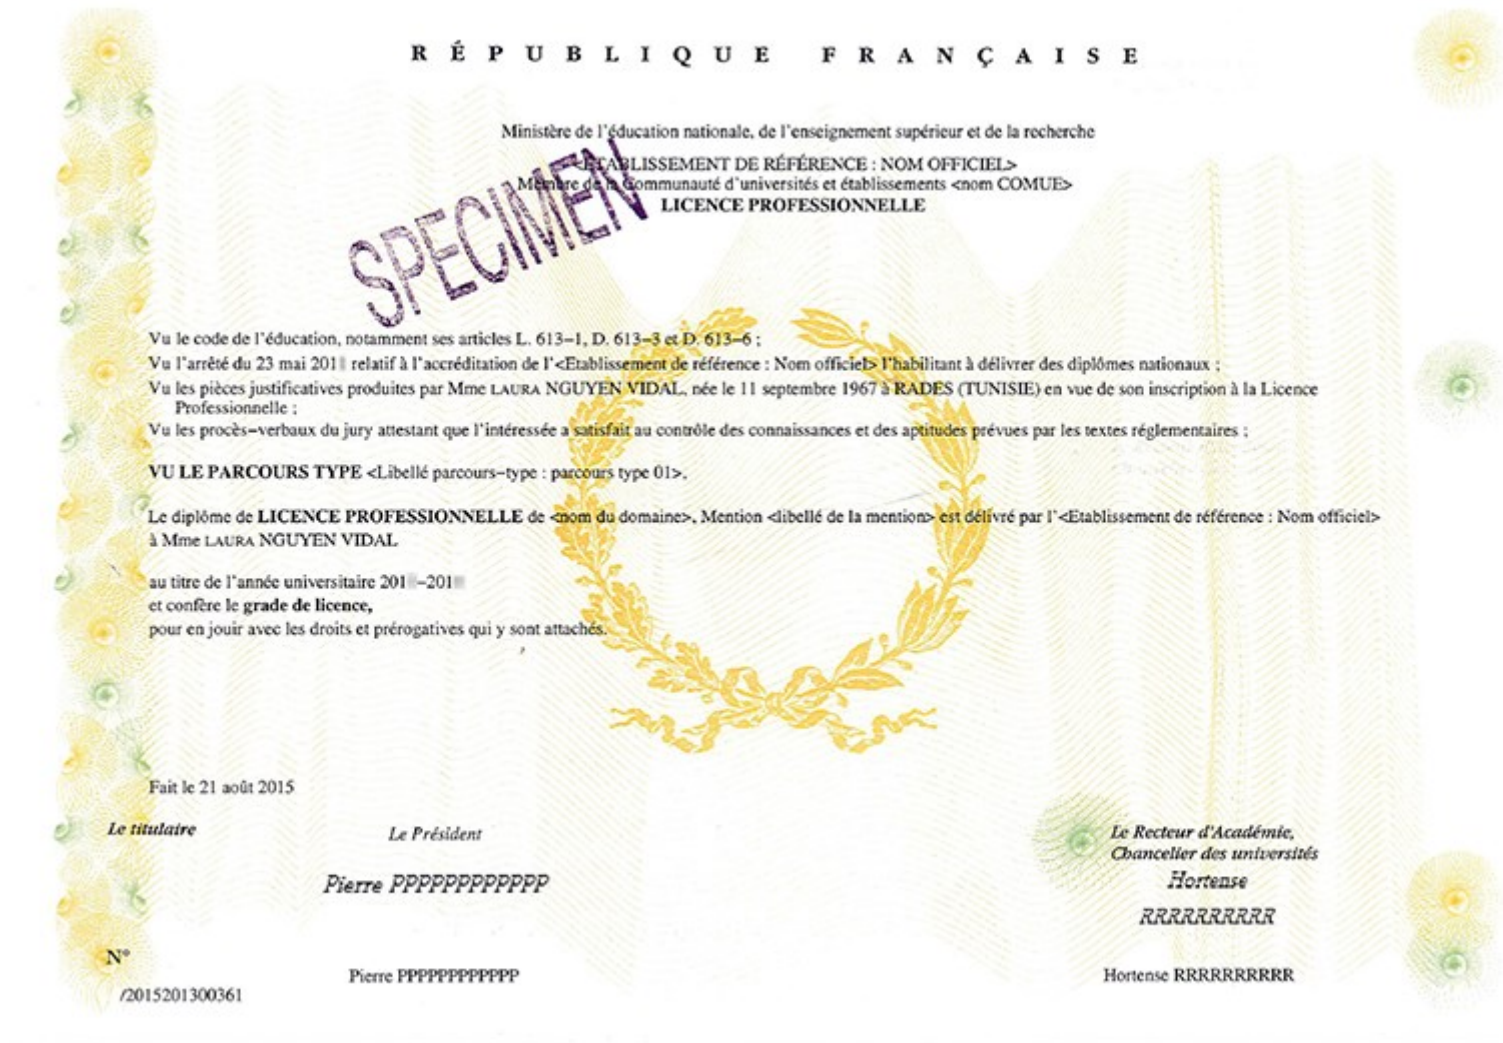 RÉPUBLIQUE FRANÇAISE
Ministère de l'éducation nationale, de l'enseignement supérieur et de la recherche
<ETABLISSEMENT DE RÉFÉRENCE : NOM OFFICIEL>
Membre de la Communauté d'universités et établissements <nom COMUE>
LICENCE PROFESSIONNELLE
SPECIMEN
Vu le code de l'éducation, notamment ses articles L. 613-1, D. 613-3 et D. 613-6 ;
Vu l'arrêté du 23 mai 201 relatif à l'accréditation de l'<Etablissement de référence : Nom officiel> l'habilitant à délivrer des diplômes nationaux ;
Vu les pièces justificatives produites par Mme LAURA NGUYEN VIDAL, née le 11 septembre 1967 à RADES (TUNISIE) en vue de son inscription à la Licence
Professionnelle ;
Vu les procès-verbaux du jury attestant que l'intéressée a satisfait au contrôle des connaissances et des aptitudes prévues par les textes réglementaires ;
VU LE PARCOURS TYPE <Libellé parcours-type : parcours type 01>,
Le diplôme de LICENCE PROFESSIONNELLE de <nom du domaine>, Mention <libellé de la mention> est délivré par l'<Etablissement de référence : Nom officiel>
à Mme LAURA NGUYEN VIDAL
au titre de l'année universitaire 201 -201
et confère le grade de licence,
pour en jouir avec les droits et prérogatives qui y sont attachés.
Fait le 21 août 2015
Le titulaire
Le Président
Le Recteur d'Académie,
Chancelier des universités
Pierre PPPPPPPPPPPP
Hortense
RRRRRRRRRR
N°
Pierre PPPPPPPPPPPP
Hortense RRRRRRRRRR
/2015201300361